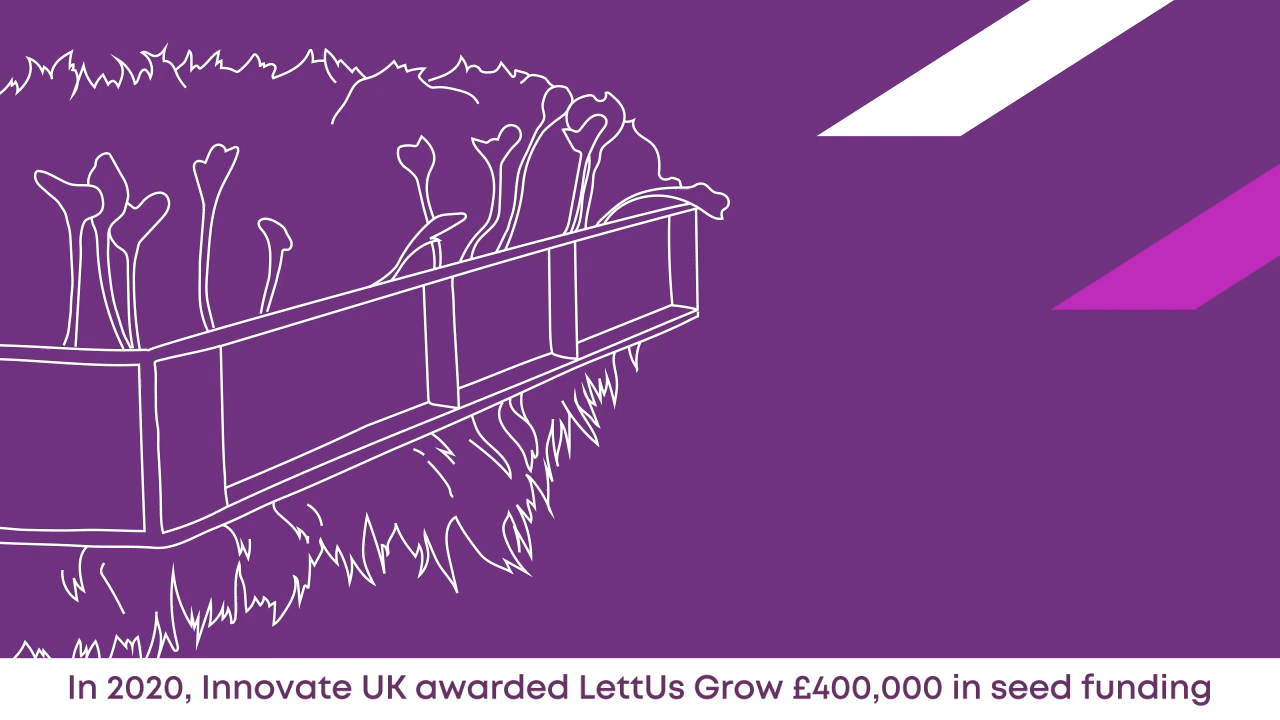 In 2020, Innovate UK awarded LettUs Grow £400,000 in seed funding